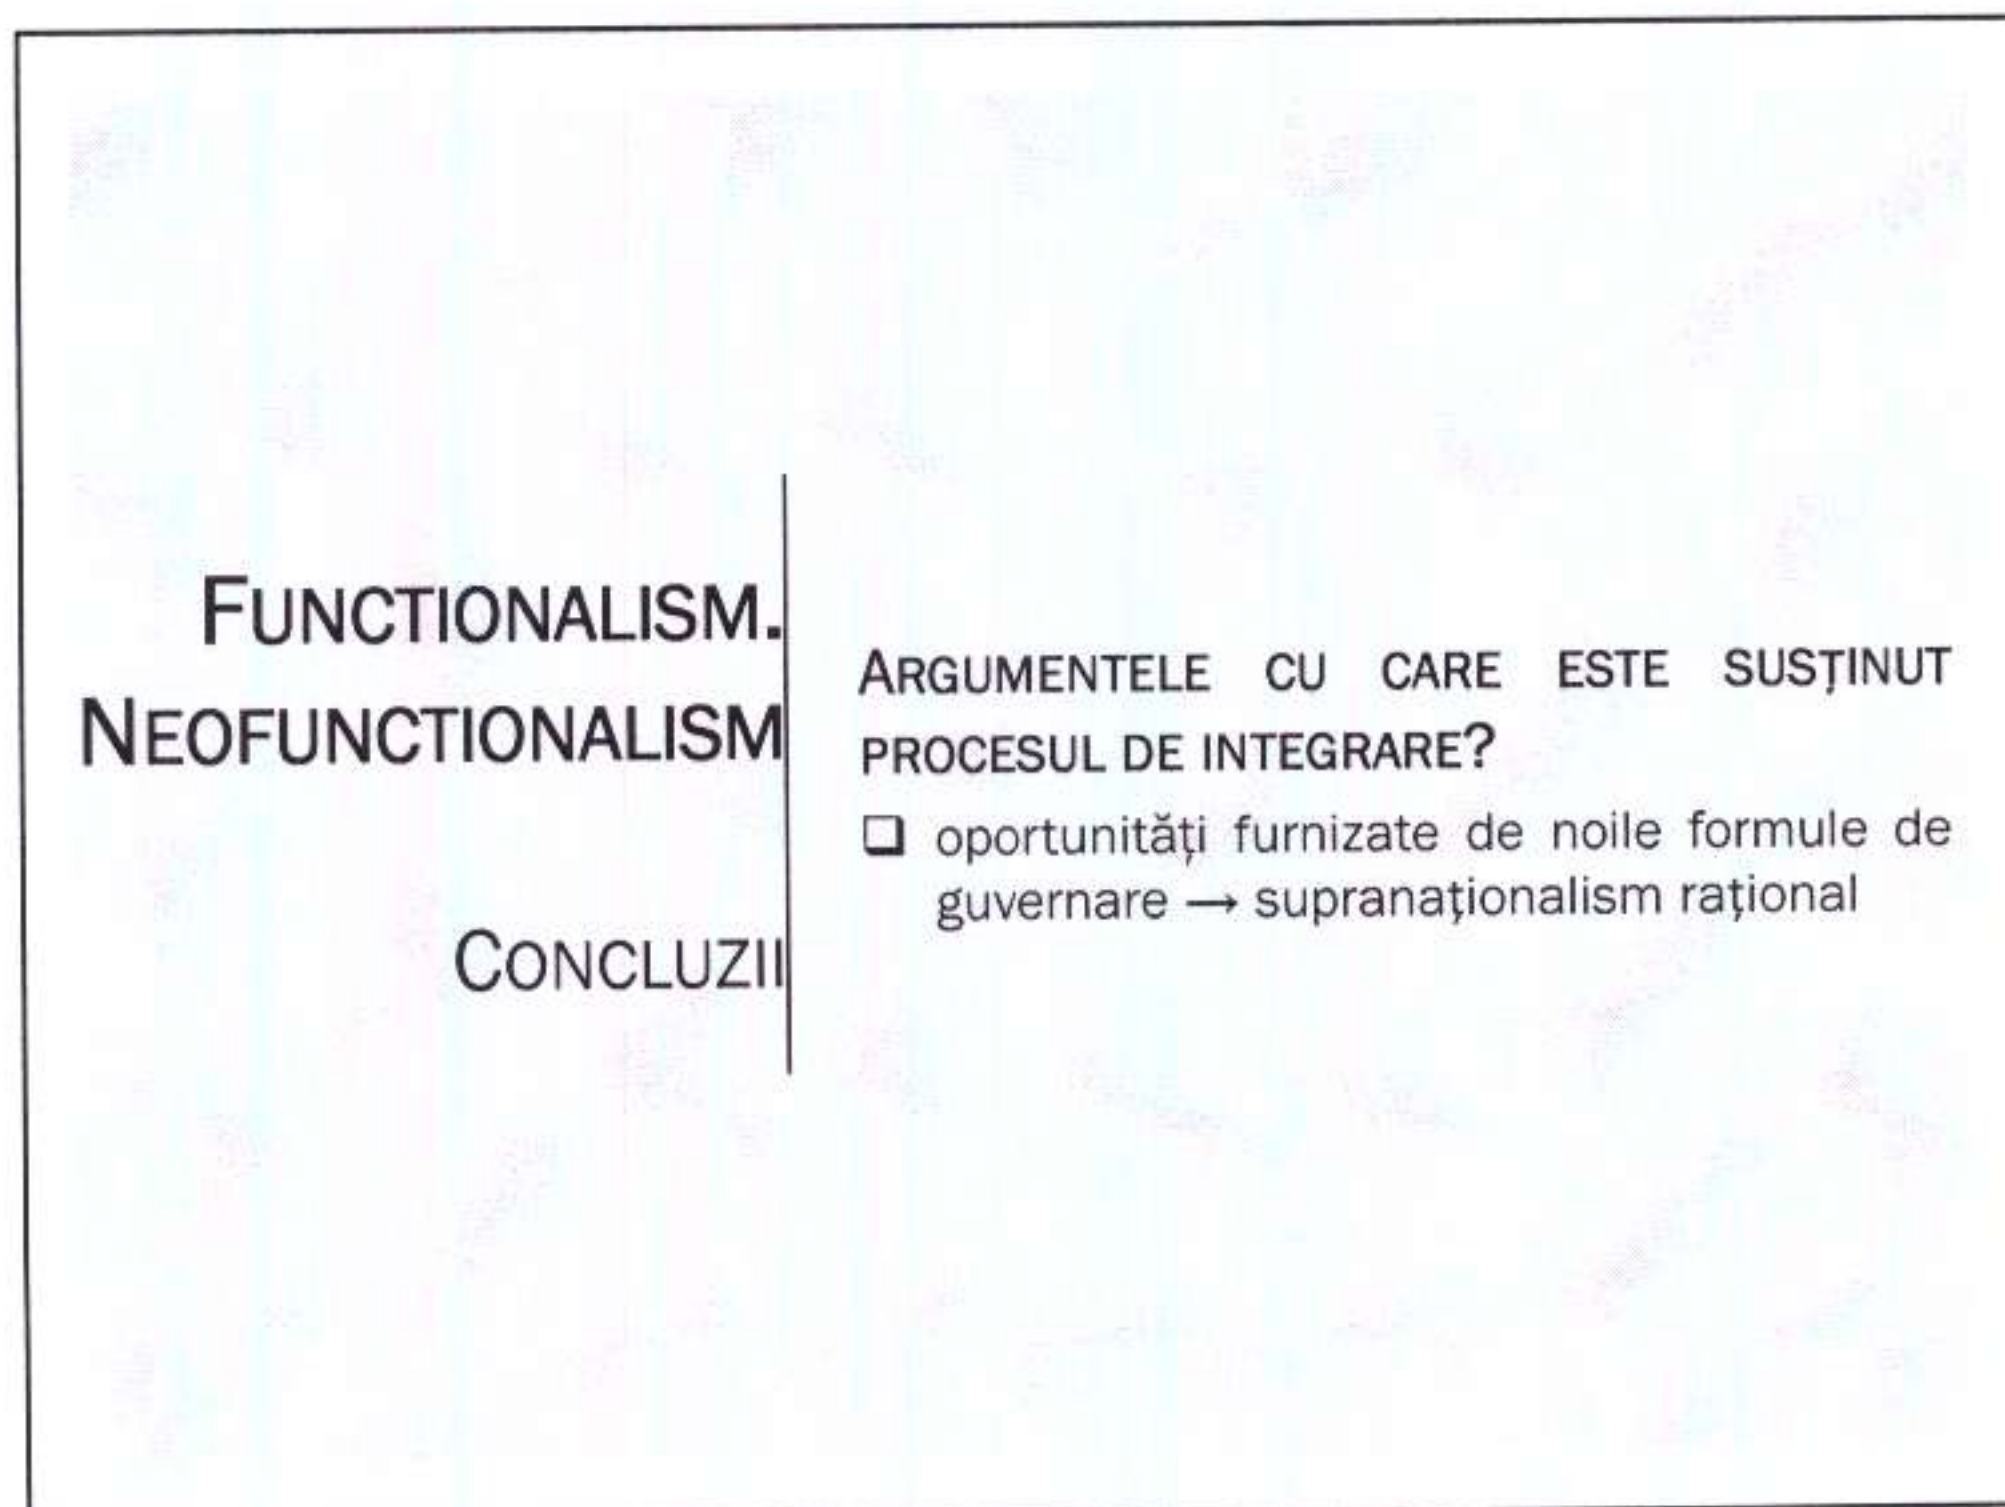 FUNCTIONALISM.
NEOFUNCTIONALISM
CONCLUZII
ARGUMENTELE CU CARE ESTE SUSȚINUT
PROCESUL DE INTEGRARE?
❑ oportunități furnizate de noile formule de
guvernare → supranaționalism rațional